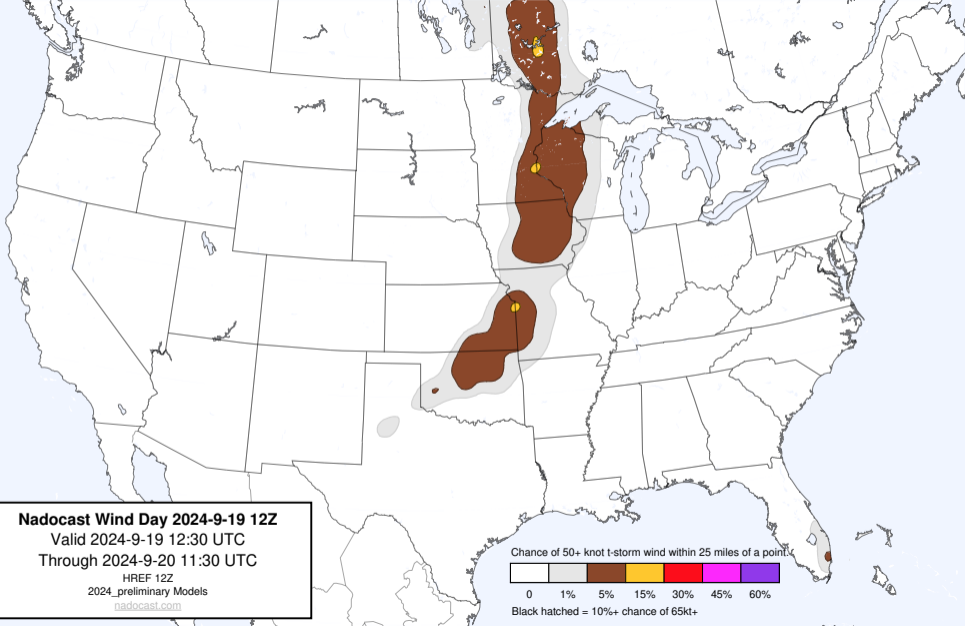 Nadocast Wind Day 2024-9-19 12Z
Valid 2024-9-19 12:30 UTC
Through 2024-9-20 11:30 UTC
HREF 12Z
2024_preliminary Models
nadocast.com
Chance of 50+ knot t-storm wind within 25 miles of a point.
0 1% 5% 15% 30% 45% 60%
Black hatched = 10%+ chance of 65kt+